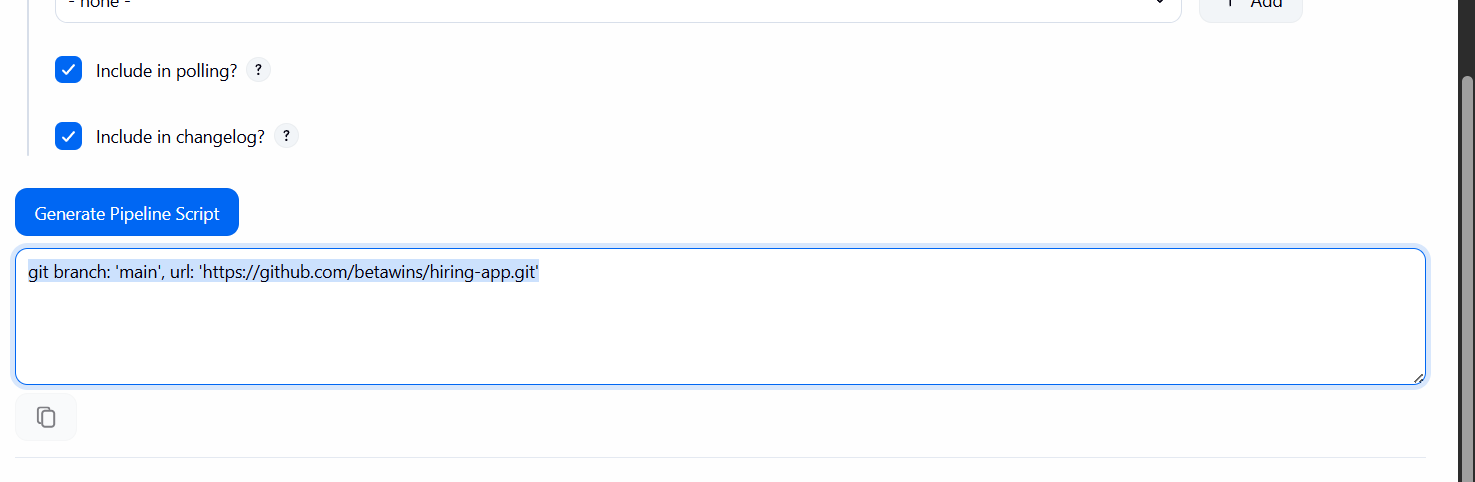 - none -
Add
Include in polling? ?
Include in changelog? ?
Generate Pipeline Script
git branch: 'main', url: 'https://github.com/betawins/hiring-app.git'